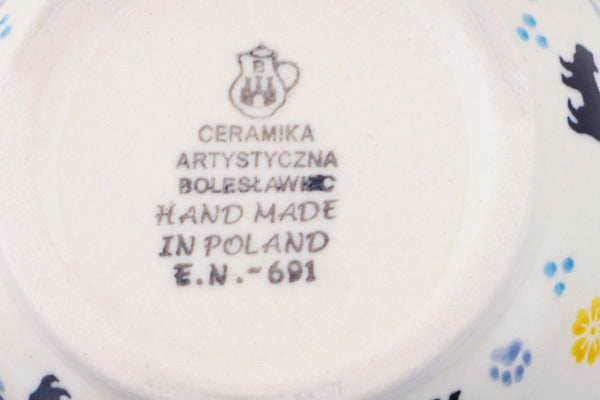 B
CERAMIKA
ARTYSTYCZNA
BOLESŁAWIEC
HAND MADE
IN POLAND
E.N.-691